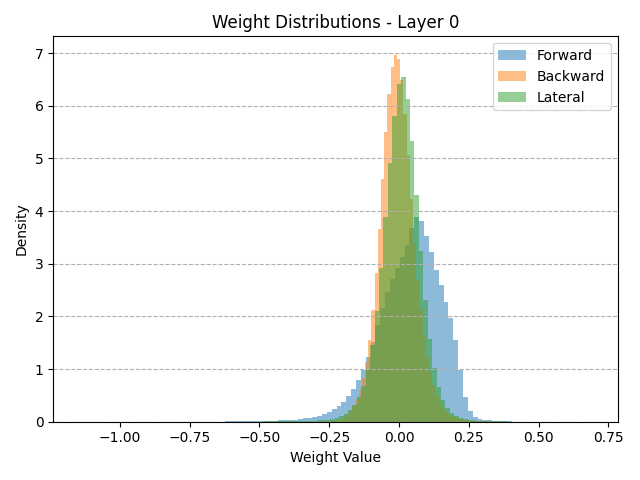 Weight Distributions - Layer 0
Forward
Backward
Lateral
Density
7
6
5
4
3
2
1
0
−1.00 −0.75 −0.50 −0.25 0.00 0.25 0.50 0.75
Weight Value